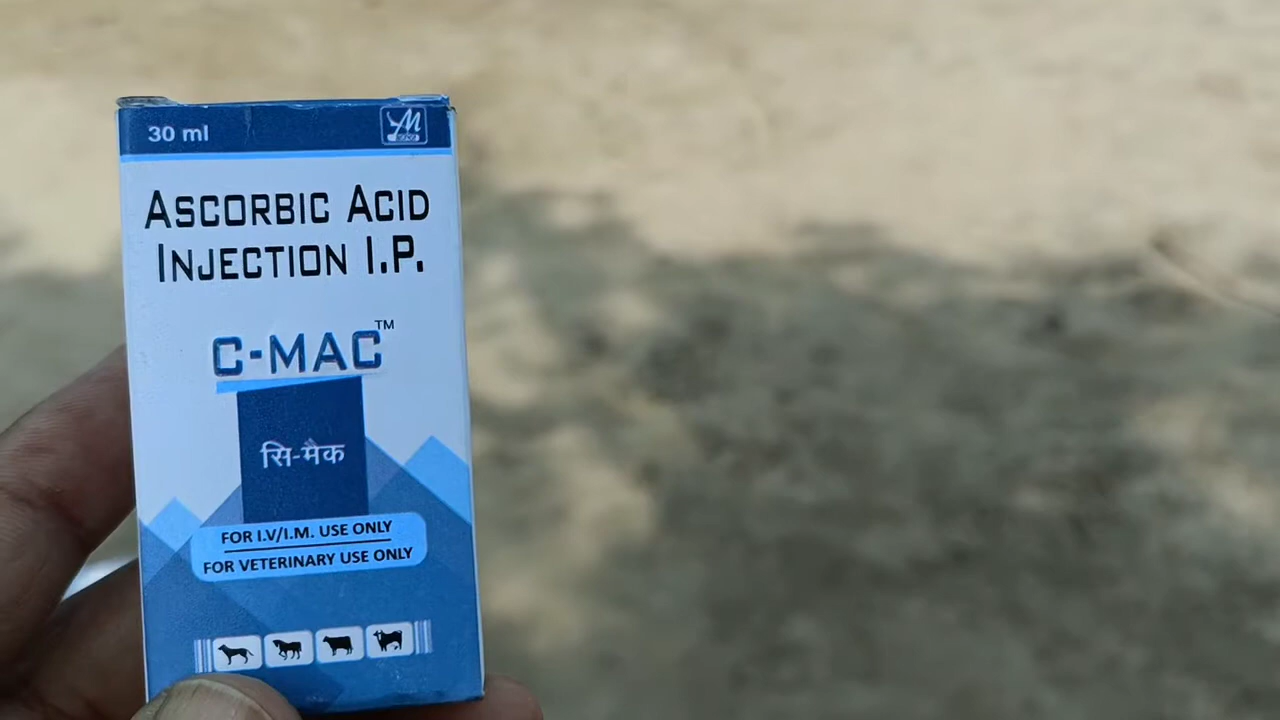 30 ml
M
ASCORBIC ACID
INJECTION I.P.
C-MAC™
सि-मैक
FOR I.V/I.M. USE ONLY
FOR VETERINARY USE ONLY